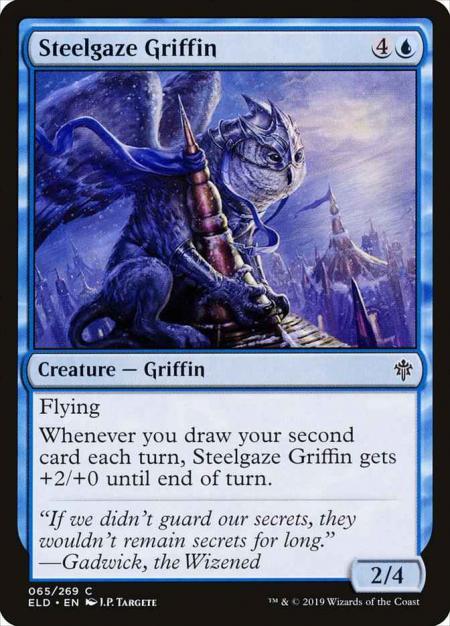 Steelgaze Griffin 4
Creature — Griffin
Flying
Whenever you draw your second
card each turn, Steelgaze Griffin gets
+2/+0 until end of turn.
"If we didn't guard our secrets, they
wouldn't remain secrets for long."
—Gadwick, the Wizened
2/4
065/269 C
ELD • EN J.P. Targete
™ & © 2019 Wizards of the Coast